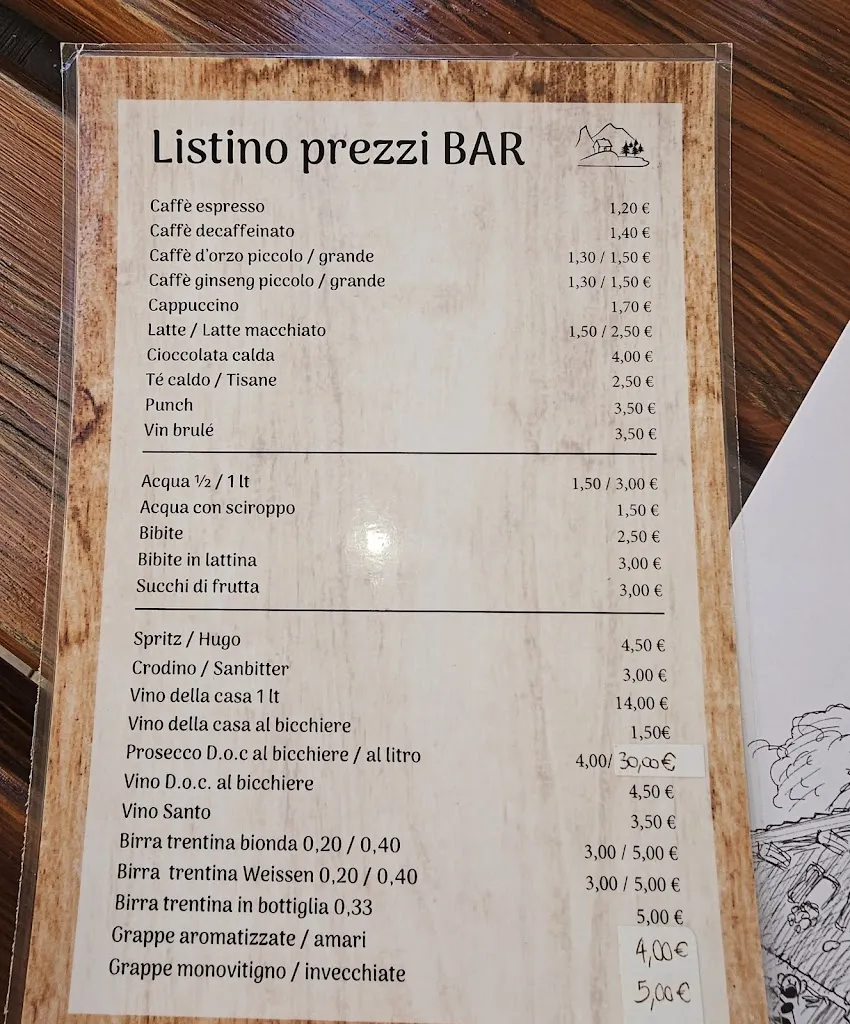 Listino prezzi BAR
Caffè espresso 1,20 €
Caffè decaffeinato 1,40 €
Caffè d'orzo piccolo / grande 1,30 / 1,50 €
Caffè ginseng piccolo / grande 1,30 / 1,50 €
Cappuccino 1,70 €
Latte / Latte macchiato 1,50 / 2,50 €
Cioccolata calda 4,00 €
Té caldo / Tisane 2,50 €
Punch 3,50 €
Vin brulé 3,50 €
Acqua ½ / 1 lt 1,50 / 3,00 €
Acqua con sciroppo 1,50 €
Bibite 2,50 €
Bibite in lattina 3,00 €
Succhi di frutta 3,00 €
Spritz / Hugo 4,50 €
Crodino / Sanbitter 3,00 €
Vino della casa 1 lt 14,00 €
Vino della casa al bicchiere 1,50€
Prosecco D.o.c al bicchiere / al litro 4,00/ 30,00€
Vino D.o.c. al bicchiere 4,50 €
Vino Santo 3,50 €
Birra trentina bionda 0,20 / 0,40 3,00 / 5,00 €
Birra trentina Weissen 0,20 / 0,40 3,00 / 5,00 €
Birra trentina in bottiglia 0,33 5,00 €
Grappe aromatizzate / amari 4,00€
Grappe monovitigno / invecchiate 5,00€